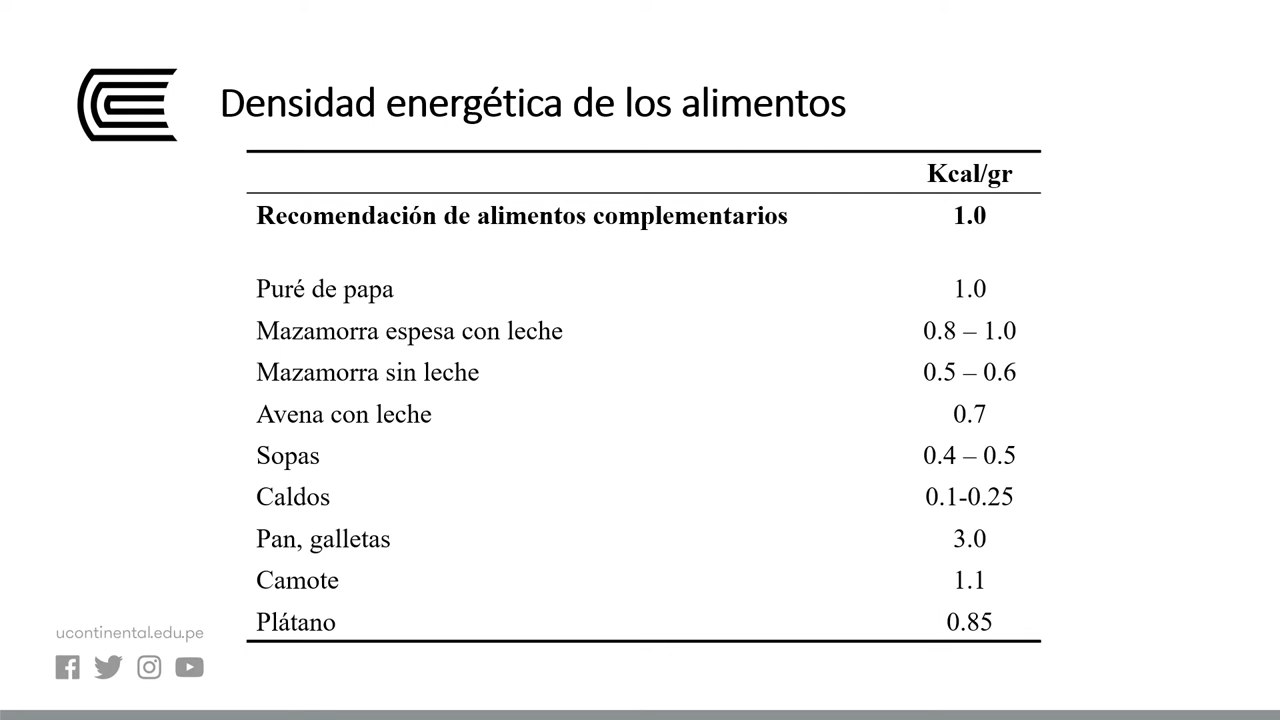 Densidad energética de los alimentos
Kcal/gr
Recomendación de alimentos complementarios 1.0
Puré de papa 1.0
Mazamorra espesa con leche 0.8 – 1.0
Mazamorra sin leche 0.5 – 0.6
Avena con leche 0.7
Sopas 0.4 – 0.5
Caldos 0.1-0.25
Pan, galletas 3.0
Camote 1.1
Plátano 0.85
ucontinental.edu.pe